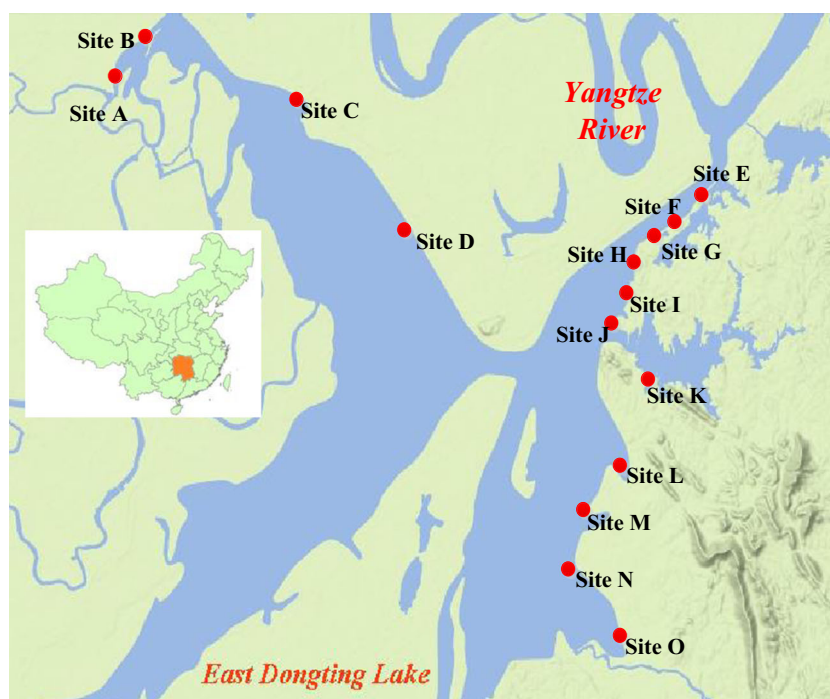 Site B
Site A
Site C
Yangtze
River
Site E
Site F
Site D
Site G
Site H
Site I
Site J
Site K
Site L
Site M
Site N
Site O
East Dongting Lake